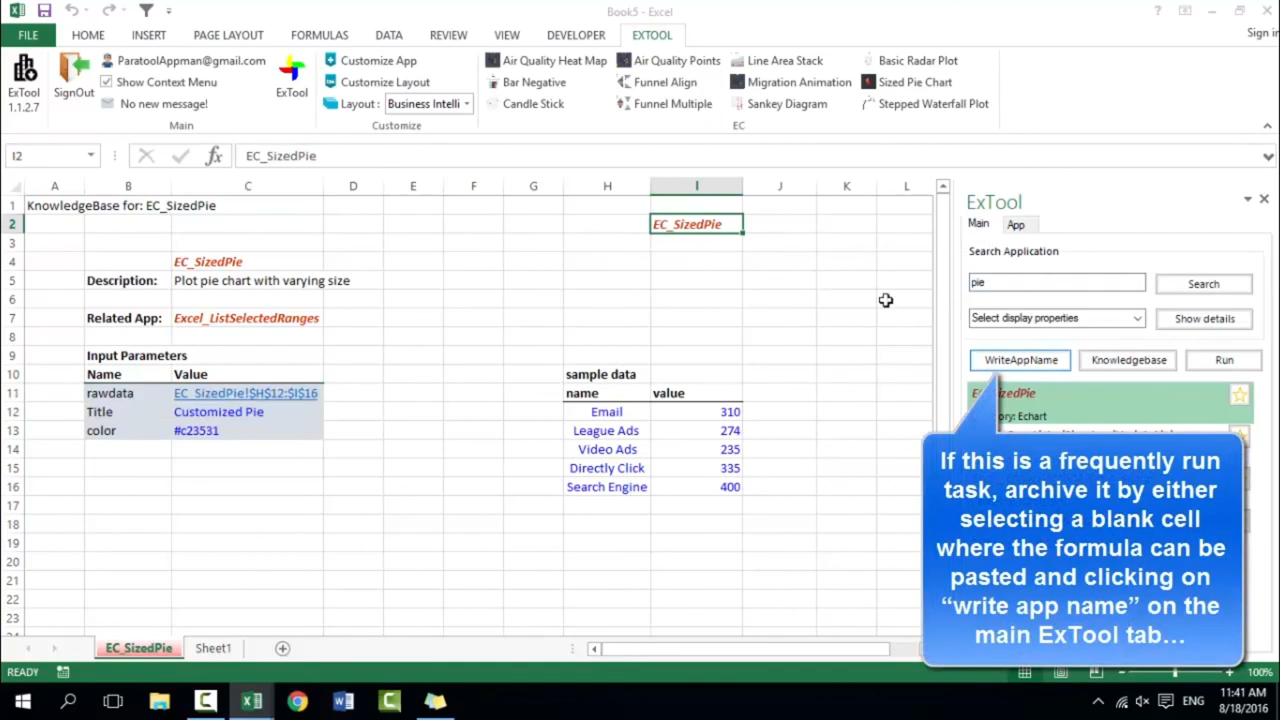 Book5 - Excel
Sign in
FILE HOME INSERT PAGE LAYOUT FORMULAS DATA REVIEW VIEW DEVELOPER EXTOOL
ExTool
1.1.2.7
SignOut
ParatoolAppman@gmail.com
Show Context Menu
No new message!
ExTool
Main
Customize App
Customize Layout
Layout : Business Intelli
Customize
Air Quality Heat Map Air Quality Points Line Area Stack Basic Radar Plot
Bar Negative Funnel Align Migration Animation Sized Pie Chart
Candle Stick Funnel Multiple Sankey Diagram Stepped Waterfall Plot
EC
I2 fx EC_SizedPie
A B C D E F G H I J K L
1 KnowledgeBase for: EC_SizedPie
2 EC_SizedPie
3
4 EC_SizedPie
5 Description: Plot pie chart with varying size
6
7 Related App: Excel_ListSelectedRanges
8
9 Input Parameters
10 Name Value sample data
11 rawdata EC_SizedPie!$H$12:$I$16 name value
12 Title Customized Pie Email 310
13 color #c23531 League Ads 274
14 Video Ads 235
15 Directly Click 335
16 Search Engine 400
17
18
19
20
21
22
23
ExTool
Main App
Search Application
pie Search
Select display properties Show details
WriteAppName Knowledgebase Run
ory: Echart
If this is a frequently run
task, archive it by either
selecting a blank cell
where the formula can be
pasted and clicking on
“write app name” on the
main ExTool tab…
EC_SizedPie Sheet1
READY 100%
ENG
11:41 AM
8/18/2016